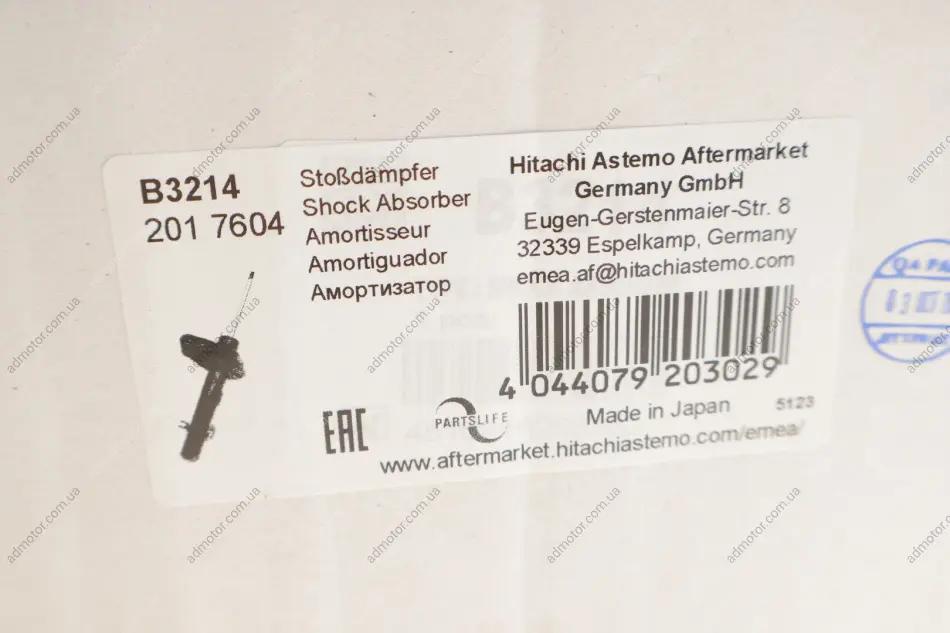 B3214
201 7604
Stoßdämpfer
Shock Absorber
Amortisseur
Amortiguador
Амортизатор
Hitachi Astemo Aftermarket
Germany GmbH
Eugen-Gerstenmaier-Str. 8
32339 Espelkamp, Germany
emea.af@hitachiastemo.com
4 044079 203029
EAC
PARTSLIFE
Made in Japan
5123
www.aftermarket.hitachiastemo.com/emea/
admotor.com.ua